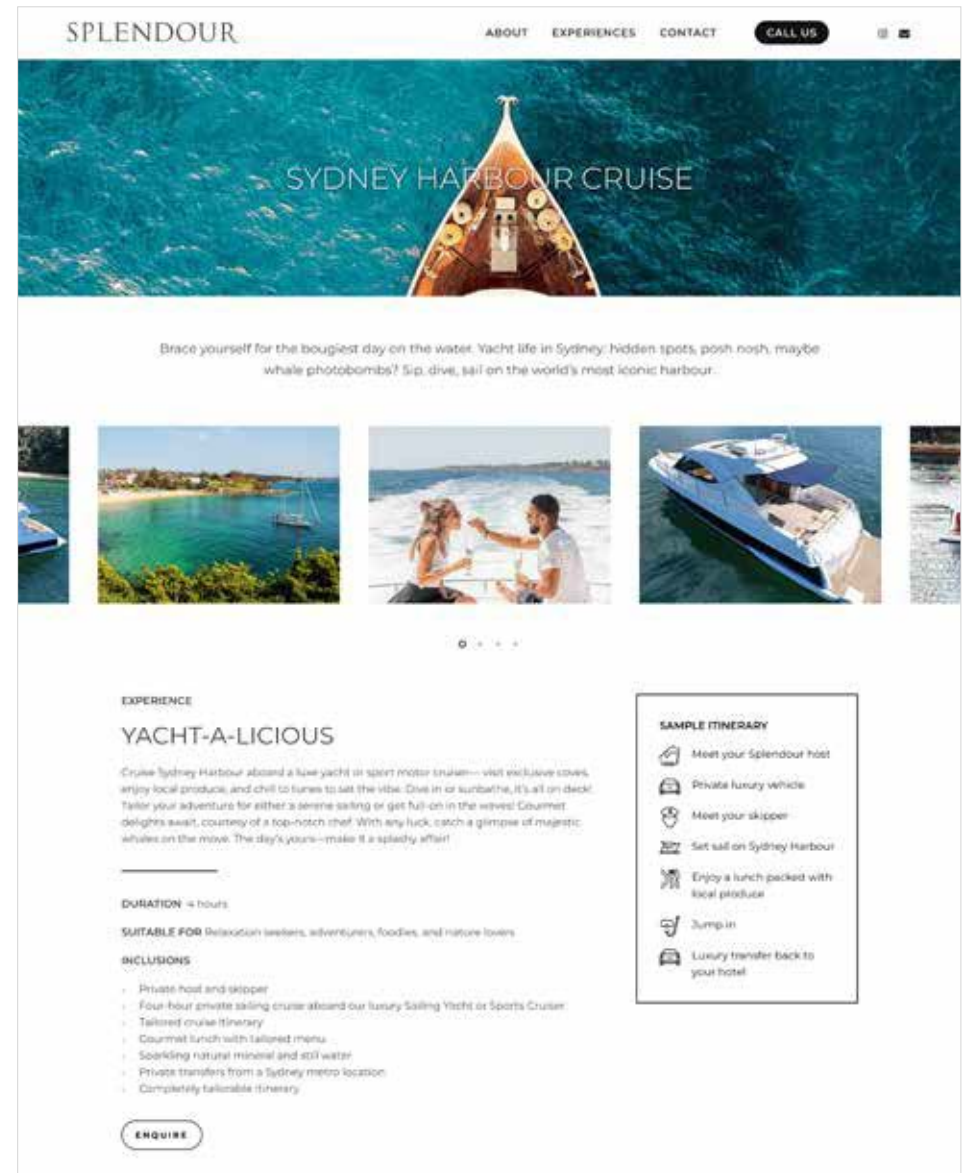 SPLENDOUR
ABOUT
EXPERIENCES
CONTACT
CALL US
SYDNEY HARBOUR CRUISE
Brace yourself for the bougiest day on the water. Yacht life in Sydney: hidden spots, posh nosh, maybe
whale photobombs? Sip, dive, sail on the world's most iconic harbour.
EXPERIENCE
YACHT-A-LICIOUS
Cruise Sydney Harbour aboard a luxe yacht or sport motor cruiser— visit exclusive coves,
enjoy local produce, and chill to tunes to set the vibe. Dive in or sunbathe, it's all on deck!
Tailor your adventure for either a serene sailing or get full-on in the waves! Gourmet
delights await, courtesy of a top-notch chef. With any luck, catch a glimpse of majestic
whales on the move. The day's yours—make it a splashy affair!
DURATION 4 hours
SUITABLE FOR Relaxation seekers, adventurers, foodies, and nature lovers
INCLUSIONS
Private host and skipper
Four-hour private sailing cruise aboard our luxury Sailing Yacht or Sports Cruiser
Tailored cruise itinerary
Gourmet lunch with tailored menu
Sparkling natural mineral and still water
Private transfers from a Sydney metro location
Completely tailorable itinerary
ENQUIRE
SAMPLE ITINERARY
Meet your Splendour host
Private luxury vehicle
Meet your skipper
Set sail on Sydney Harbour
Enjoy a lunch packed with
local produce
Jump in
Luxury transfer back to
your hotel